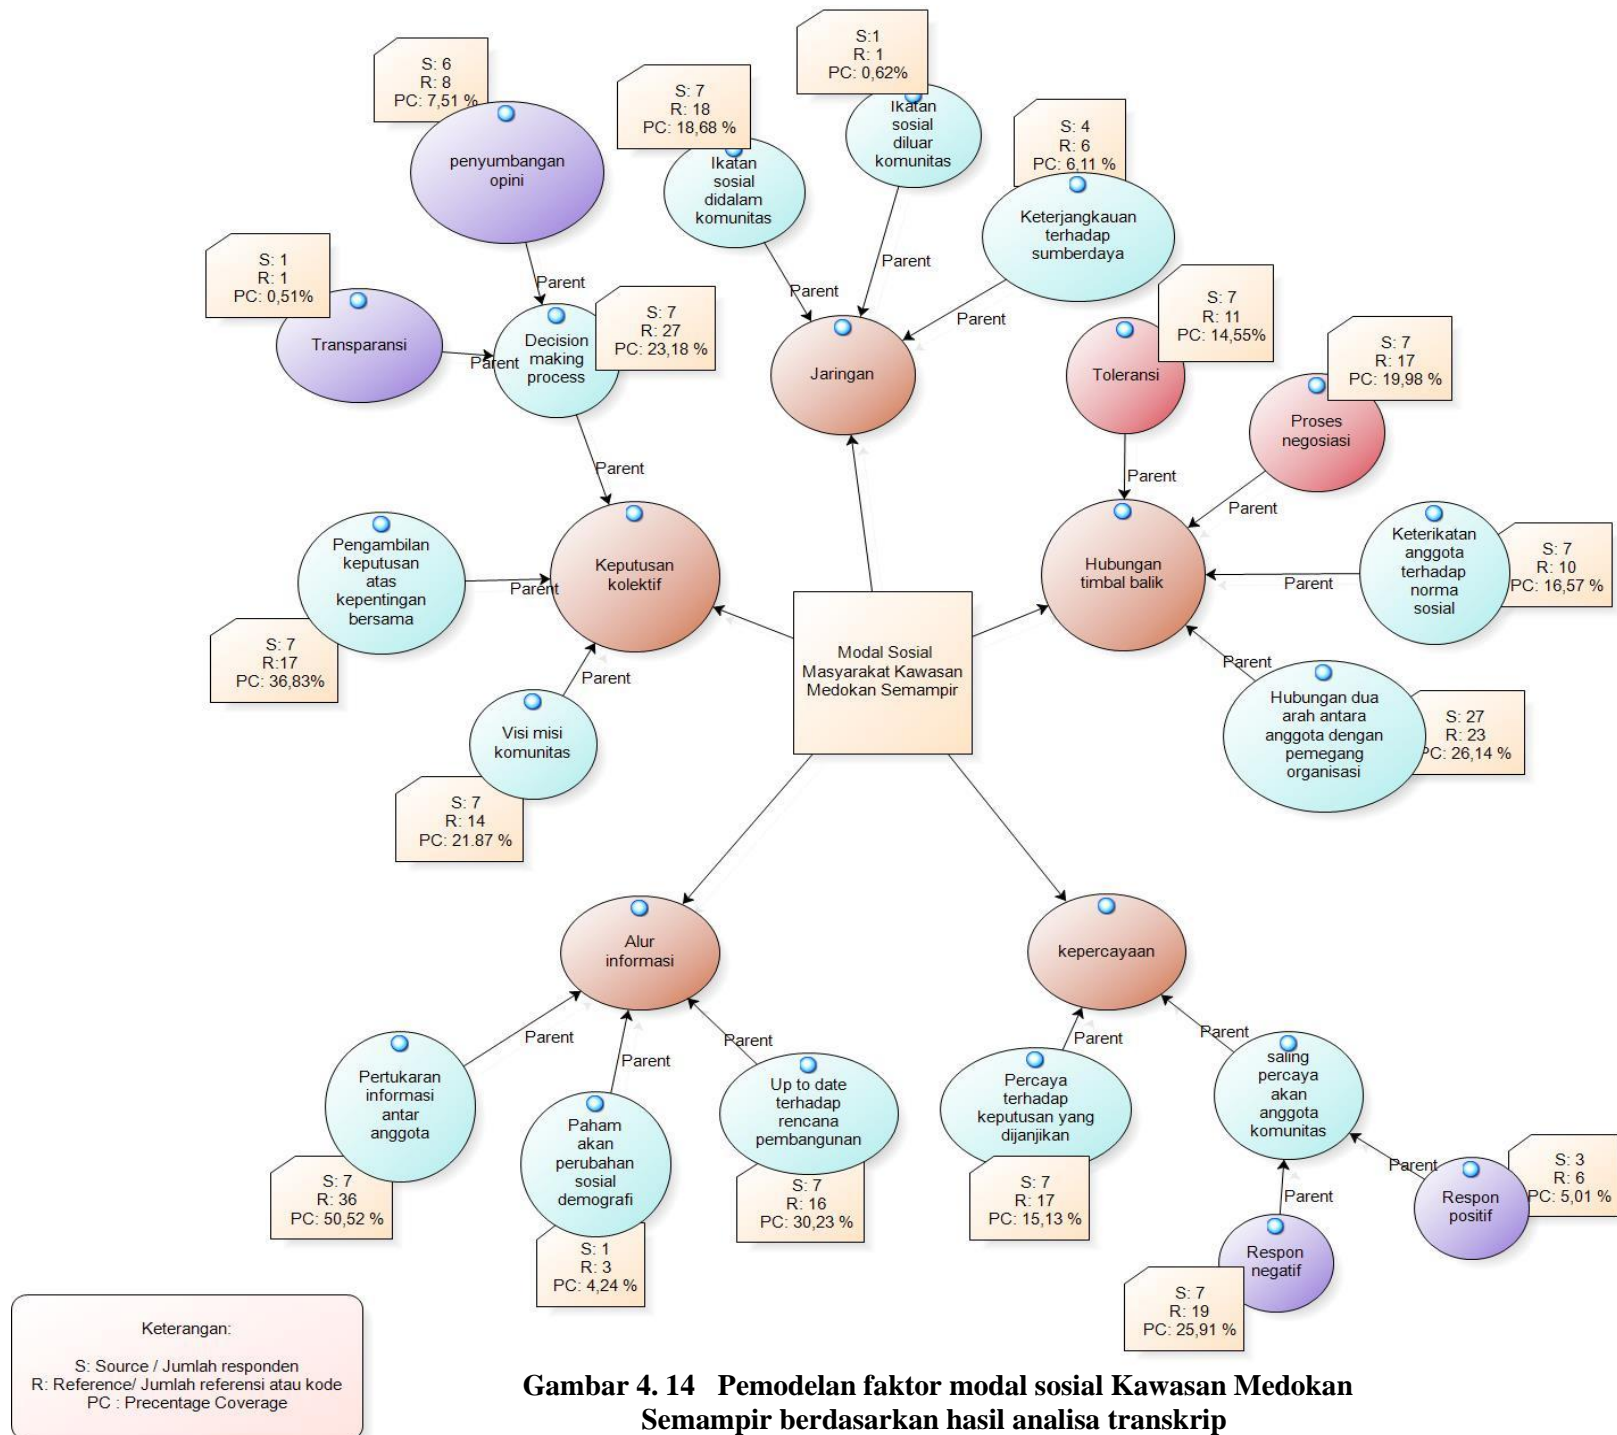 S: 6
R: 8
PC: 7,51 %
penyumbangan
opini
S: 7
R: 18
PC: 18,68 %
Ikatan
sosial
didalam
komunitas
S:1
R: 1
PC: 0,62%
Ikatan
sosial
diluar
komunitas
S: 4
R: 6
PC: 6,11 %
Keterjangkauan
terhadap
sumberdaya
S: 1
R: 1
PC: 0,51%
Transparansi
Parent
Parent
S: 7
R: 27
PC: 23,18 %
Decision
making
process
Parent
Parent
Parent
Parent
Jaringan
S: 7
R: 11
PC: 14,55%
Toleransi
S: 7
R: 17
PC: 19,98 %
Proses
negosiasi
Parent
Parent
Parent
Pengambilan
keputusan
atas
kepentingan
bersama
Parent
S: 7
R:17
PC: 36,83%
Keputusan
kolektif
Parent
Visi misi
komunitas
S: 7
R: 14
PC: 21.87 %
Hubungan
timbal balik
Parent
Keterikatan
anggota
terhadap
norma
sosial
S: 7
R: 10
PC: 16,57 %
Parent
Hubungan dua
arah antara
anggota dengan
pemegang
organisasi
S: 27
R: 23
PC: 26,14 %
Modal Sosial
Masyarakat Kawasan
Medokan Semampir
Alur
informasi
Parent
Parent
Parent
Pertukaran
informasi
antar
anggota
S: 7
R: 36
PC: 50,52 %
Paham
akan
perubahan
sosial
demografi
S: 1
R: 3
PC: 4,24 %
Up to date
terhadap
rencana
pembangunan
S: 7
R: 16
PC: 30,23 %
kepercayaan
Parent
Parent
Percaya
terhadap
keputusan yang
dijanjikan
S: 7
R: 17
PC: 15,13 %
saling
percaya akan
anggota
komunitas
Parent
Parent
Respon
negatif
S: 7
R: 19
PC: 25,91 %
Respon
positif
S: 3
R: 6
PC: 5,01 %
Keterangan:
S: Source / Jumlah responden
R: Reference/ Jumlah referensi atau kode
PC : Precentage Coverage
Gambar 4. 14 Pemodelan faktor modal sosial Kawasan Medokan
Semampir berdasarkan hasil analisa transkrip